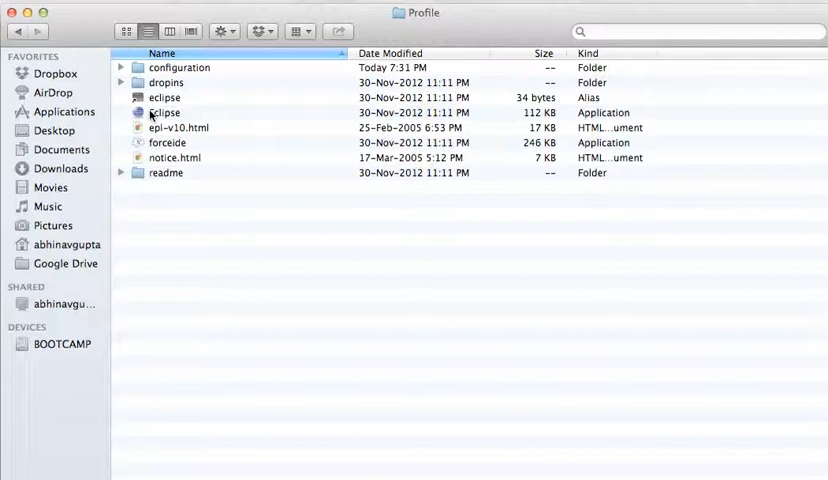 Profile
FAVORITES
Dropbox
AirDrop
Applications
Desktop
Documents
Downloads
Movies
Music
Pictures
abhinavgupta
Google Drive
SHARED
abhinavgu...
DEVICES
BOOTCAMP
Name Date Modified Size Kind
configuration Today 7:31 PM -- Folder
dropins 30-Nov-2012 11:11 PM -- Folder
eclipse 30-Nov-2012 11:11 PM 34 bytes Alias
Eclipse 30-Nov-2012 11:11 PM 112 KB Application
epl-v10.html 25-Feb-2005 6:53 PM 17 KB HTML...ument
forceide 30-Nov-2012 11:11 PM 246 KB Application
notice.html 17-Mar-2005 5:12 PM 7 KB HTML...ument
readme 30-Nov-2012 11:11 PM -- Folder